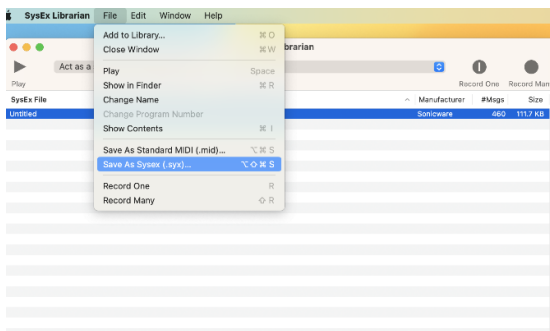 SysEx Librarian File Edit Window Help
Add to Library... ⌘ O
Close Window ⌘ W
brarian
Play Space
Act as a
Show in Finder ⌘ R
Play
Record One Record Man
Change Name
SysEx File Manufacturer #Msgs Size
Change Program Number
Untitled Sonicware 460 111.7 KB
Show Contents ⌘ I
Save As Standard MIDI (.mid)... ⌥ ⌘ S
Save As Sysex (.syx)... ⌥ ⇧ ⌘ S
Record One R
Record Many ⇧ R